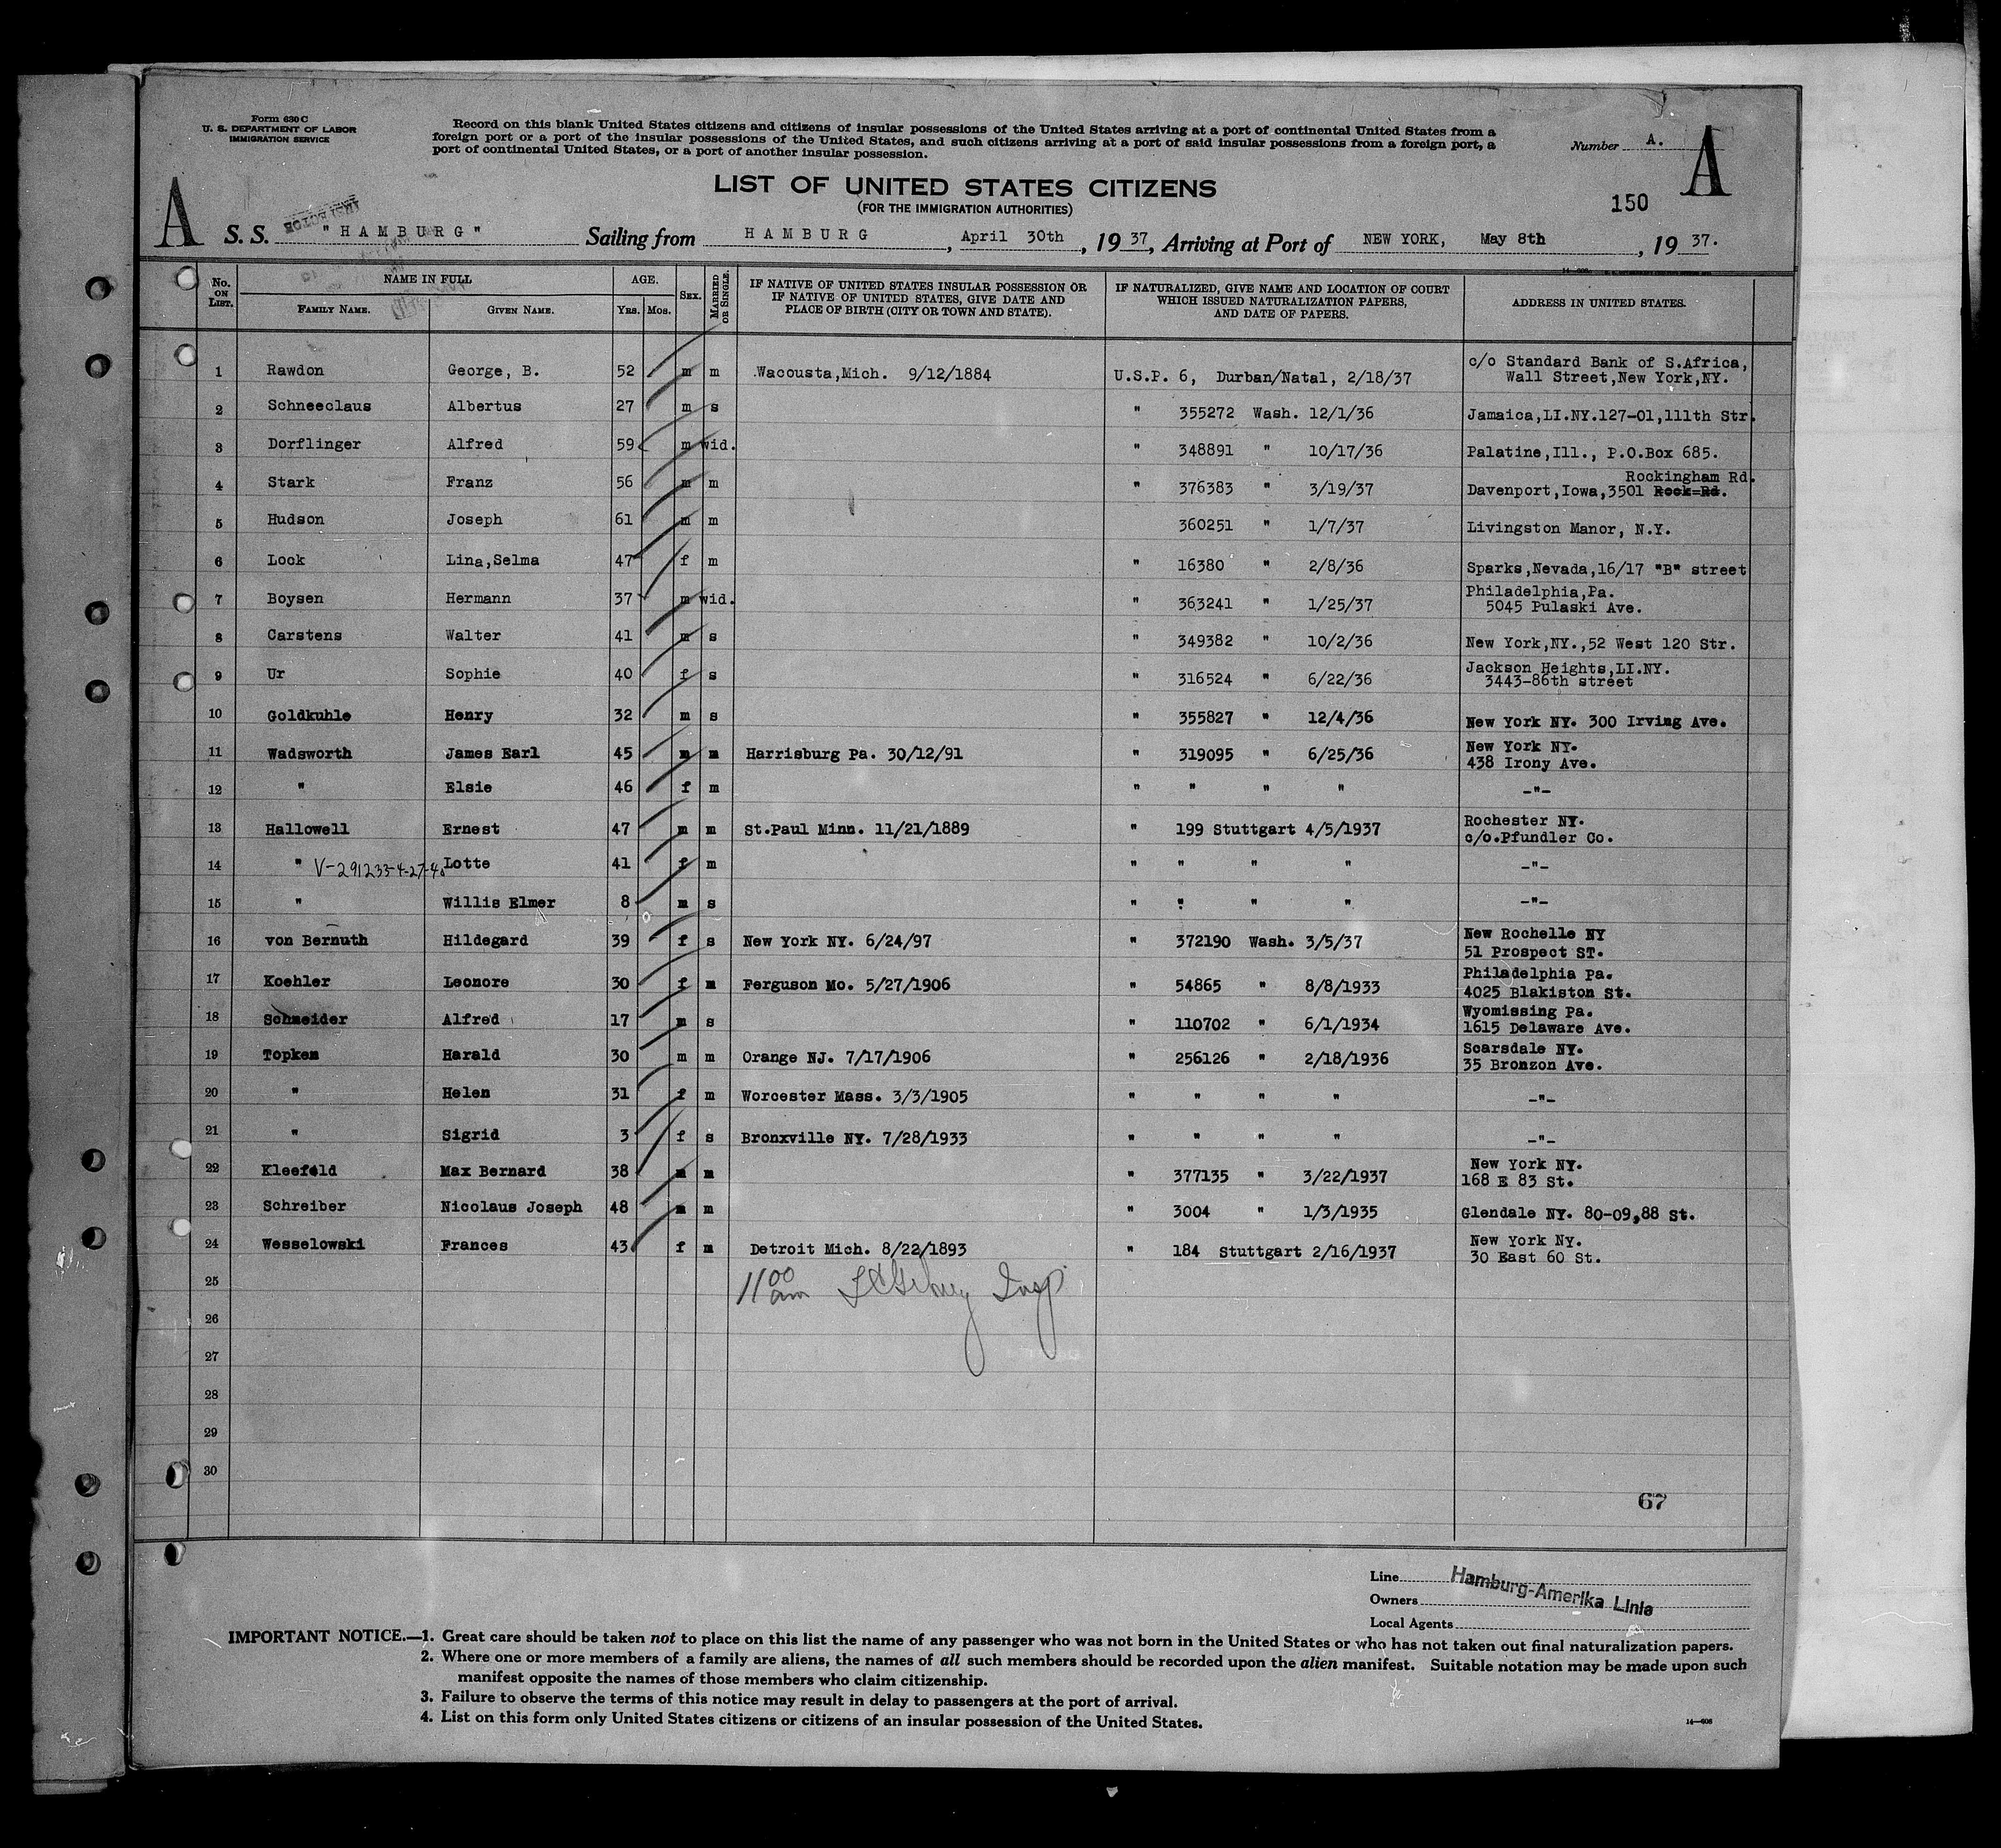 Form 630 C
U. S. DEPARTMENT OF LABOR
IMMIGRATION SERVICE
Record on this blank United States citizens and citizens of insular possessions of the United States arriving at a port of continental United States from a
foreign port or a port of the insular possessions of the United States, and such citizens arriving at a port of said insular possessions from a foreign port, a
port of continental United States, or a port of another insular possession.
Number A.
A
LIST OF UNITED STATES CITIZENS
(FOR THE IMMIGRATION AUTHORITIES)
150
A S. S. "HAMBURG" Sailing from HAMBURG, April 30th, 1937, Arriving at Port of NEW YORK, May 8th, 1937.
No. ON LIST. NAME IN FULL AGE. SEX. MARRIED OR SINGLE. IF NATIVE OF UNITED STATES INSULAR POSSESSION OR IF NATIVE OF UNITED STATES, GIVE DATE AND PLACE OF BIRTH (CITY OR TOWN AND STATE). IF NATURALIZED, GIVE NAME AND LOCATION OF COURT WHICH ISSUED NATURALIZATION PAPERS, AND DATE OF PAPERS. ADDRESS IN UNITED STATES.
FAMILY NAME. GIVEN NAME. YRS. MOS.
1 Rawdon George, B. 52 m m Wacousta,Mich. 9/12/1884 U.S.P. 6, Durban/Natal, 2/18/37 c/o Standard Bank of S.Africa,
Wall Street,New York,NY.
2 Schneeclaus Albertus 27 m s " 355272 Wash. 12/1/36 Jamaica,LI.NY.127-01,111th Str.
3 Dorflinger Alfred 59 m wid. " 348891 " 10/17/36 Palatine,Ill., P.O.Box 685.
Rockingham Rd.
4 Stark Franz 56 m m " 376383 " 3/19/37 Davenport,Iowa,3501 Rock=Rd.
5 Hudson Joseph 61 m m 360251 " 1/7/37 Livingston Manor, N.Y.
6 Lock Lina,Selma 47 f m " 16380 " 2/8/36 Sparks,Nevada,16/17 "B" street
7 Boysen Hermann 37 m wid. " 363241 " 1/25/37 Philadelphia,Pa.
5045 Pulaski Ave.
8 Carstens Walter 41 m s " 349382 " 10/2/36 New York,NY.,52 West 120 Str.
9 Ur Sophie 40 f s " 316524 " 6/22/36 Jackson Heights,LI.NY.
3443-86th street
10 Goldkuhle Henry 32 m s " 355827 " 12/4/36 New York NY. 300 Irving Ave.
11 Wadsworth James Earl 45 m m Harrisburg Pa. 30/12/91 " 319095 " 6/25/36 New York NY.
438 Irony Ave.
12 " Elsie 46 f m " " " " -"-
13 Hallowell Ernest 47 m m St.Paul Minn. 11/21/1889 " 199 Stuttgart 4/5/1937 Rochester NY.
c/o.Pfundler Co.
14 " V-291233-4-27-40 Lotte 41 f m " " " " -"-
15 " Willis Elmer 8 m s " " " " -"-
16 von Bernuth Hildegard 39 f s New York NY. 6/24/97 " 372190 Wash. 3/5/37 New Rochelle NY
51 Prospect ST.
17 Koehler Leonore 30 f m Ferguson Mo. 5/27/1906 " 54865 " 8/8/1933 Philadelphia Pa.
4025 Blakiston St.
18 Schneider Alfred 17 m s " 110702 " 6/1/1934 Wyomissing Pa.
1615 Delaware Ave.
19 Topken Harald 30 m m Orange NJ. 7/17/1906 " 256126 " 2/18/1936 Scarsdale NY.
35 Bronzon Ave.
20 " Helen 31 f m Worcester Mass. 3/3/1905 " " " " -"-
21 " Sigrid 3 f s Bronxville NY. 7/28/1933 " " " " -"-
22 Kleefeld Max Bernard 38 m m " 377135 " 3/22/1937 New York NY.
168 E 83 St.
23 Schreiber Nicolaus Joseph 48 m m " 3004 " 1/3/1935 Glendale NY. 80-09,88 St.
24 Wesselowski Frances 43 f m Detroit Mich. 8/22/1893 " 184 Stuttgart 2/16/1937 New York NY.
30 East 60 St.
25 11 00 am Insp
26
27
28
29
30
67
Line Hamburg-Amerika Linie
Owners
Local Agents
IMPORTANT NOTICE.—1. Great care should be taken not to place on this list the name of any passenger who was not born in the United States or who has not taken out final naturalization papers.
2. Where one or more members of a family are aliens, the names of all such members should be recorded upon the alien manifest. Suitable notation may be made upon such
manifest opposite the names of those members who claim citizenship.
3. Failure to observe the terms of this notice may result in delay to passengers at the port of arrival.
4. List on this form only United States citizens or citizens of an insular possession of the United States.
14—608